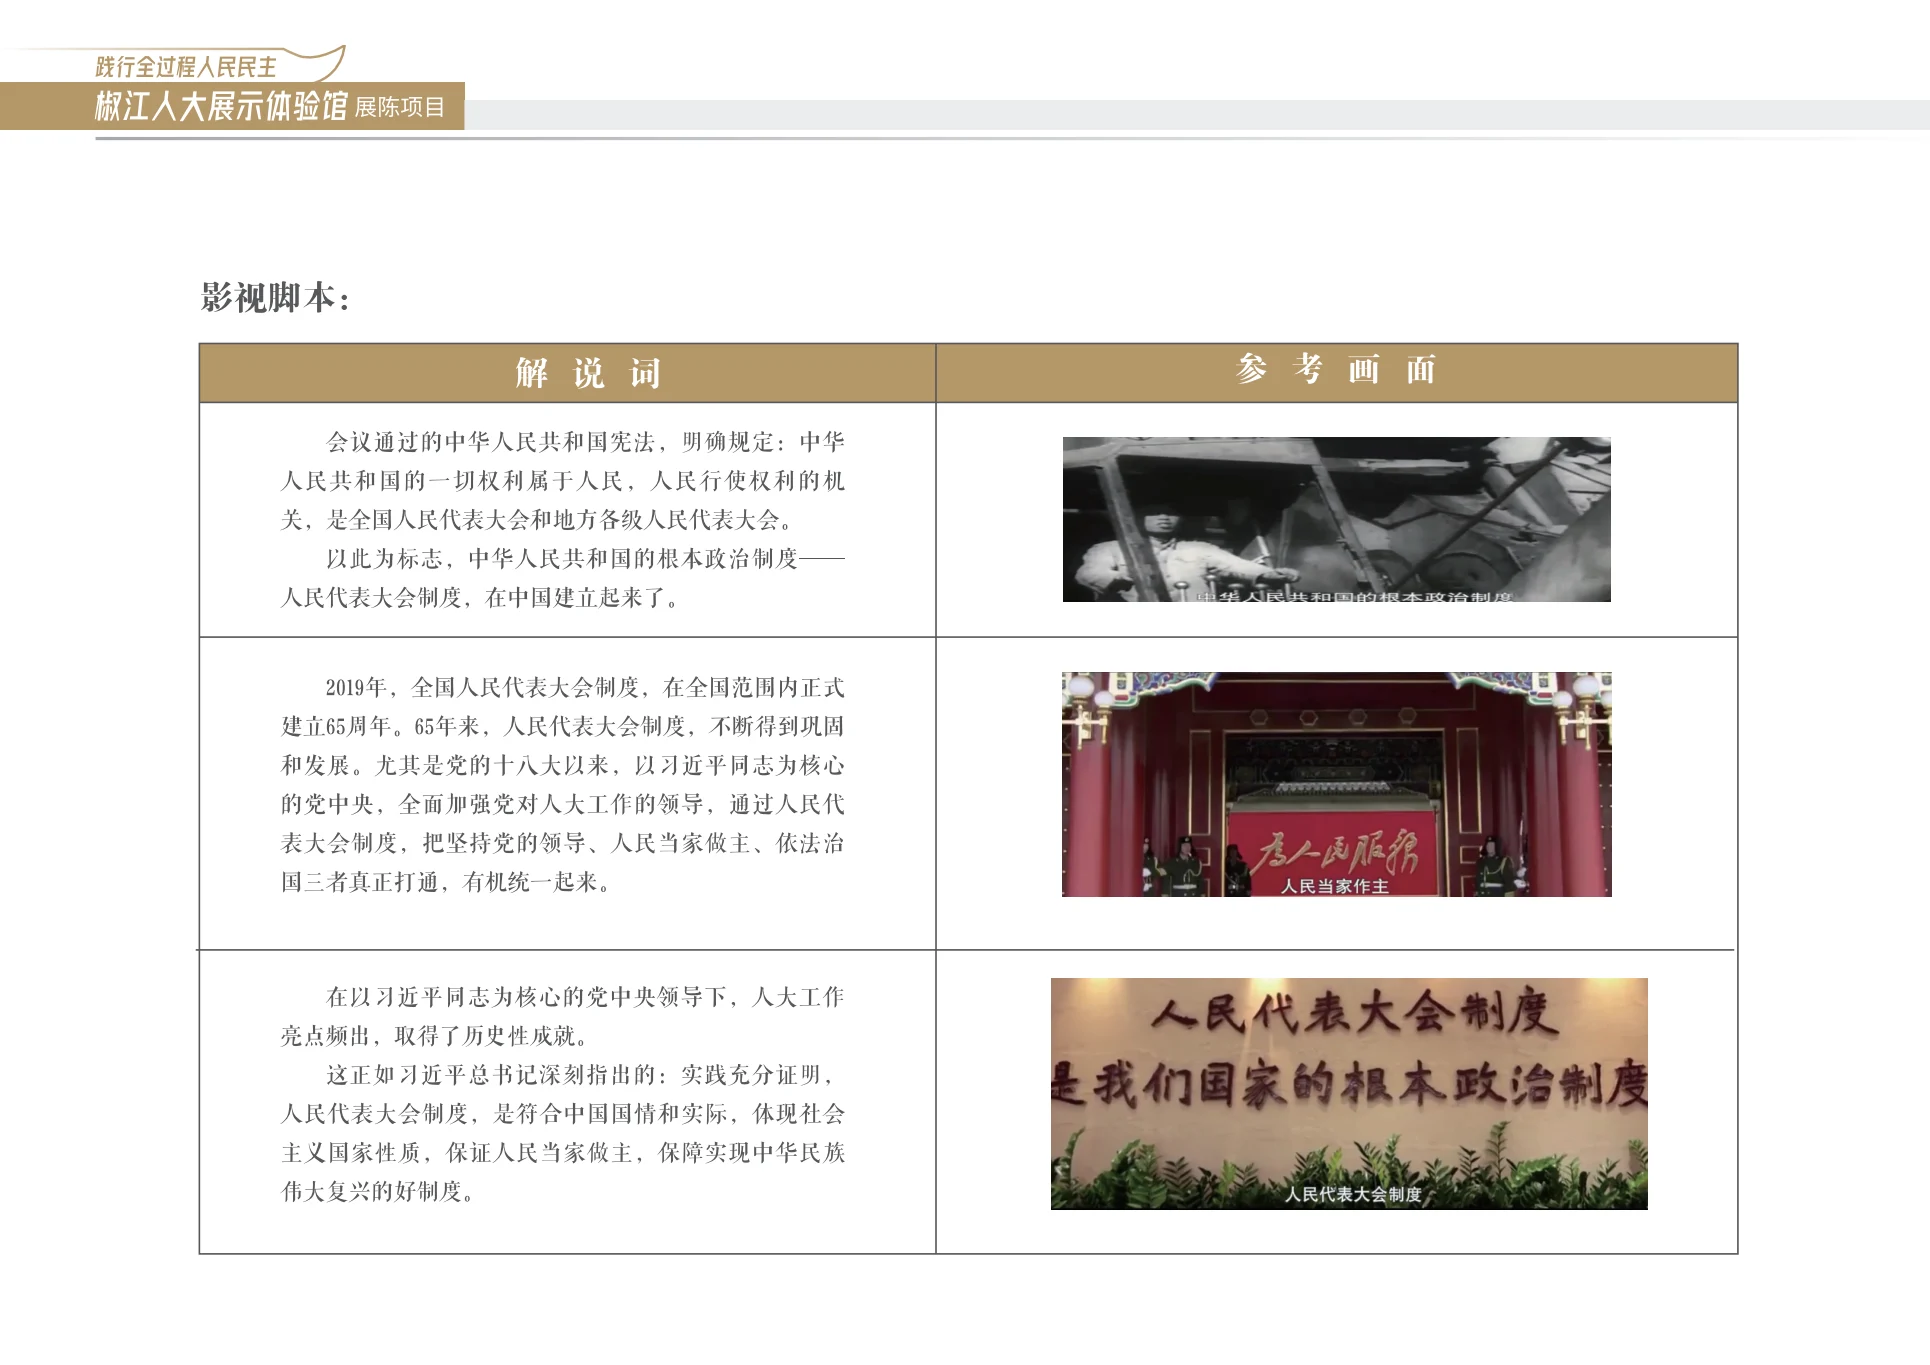 践行全过程人民民主
椒江人大展示体验馆 展陈项目
影视脚本：
解 说 词
参 考 画 面
会议通过的中华人民共和国宪法，明确规定：中华
人民共和国的一切权利属于人民，人民行使权利的机
关，是全国人民代表大会和地方各级人民代表大会。
以此为标志，中华人民共和国的根本政治制度——
人民代表大会制度，在中国建立起来了。
中华人民共和国的根本政治制度
2019年，全国人民代表大会制度，在全国范围内正式
建立65周年。65年来，人民代表大会制度，不断得到巩固
和发展。尤其是党的十八大以来，以习近平同志为核心
的党中央，全面加强党对人大工作的领导，通过人民代
表大会制度，把坚持党的领导、人民当家做主、依法治
国三者真正打通，有机统一起来。
为人民服务
人民当家作主
在以习近平同志为核心的党中央领导下，人大工作
亮点频出，取得了历史性成就。
这正如习近平总书记深刻指出的：实践充分证明，
人民代表大会制度，是符合中国国情和实际，体现社会
主义国家性质，保证人民当家做主，保障实现中华民族
伟大复兴的好制度。
人民代表大会制度
是我们国家的根本政治制度
人民代表大会制度